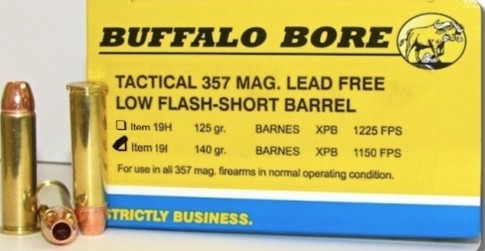 BUFFALO BORE
TACTICAL 357 MAG. LEAD FREE
LOW FLASH-SHORT BARREL
Item 19H 125 gr. BARNES XPB 1225 FPS
Item 19I 140 gr. BARNES XPB 1150 FPS
For use in all 357 mag. firearms in normal operating condition.
STRICTLY BUSINESS.